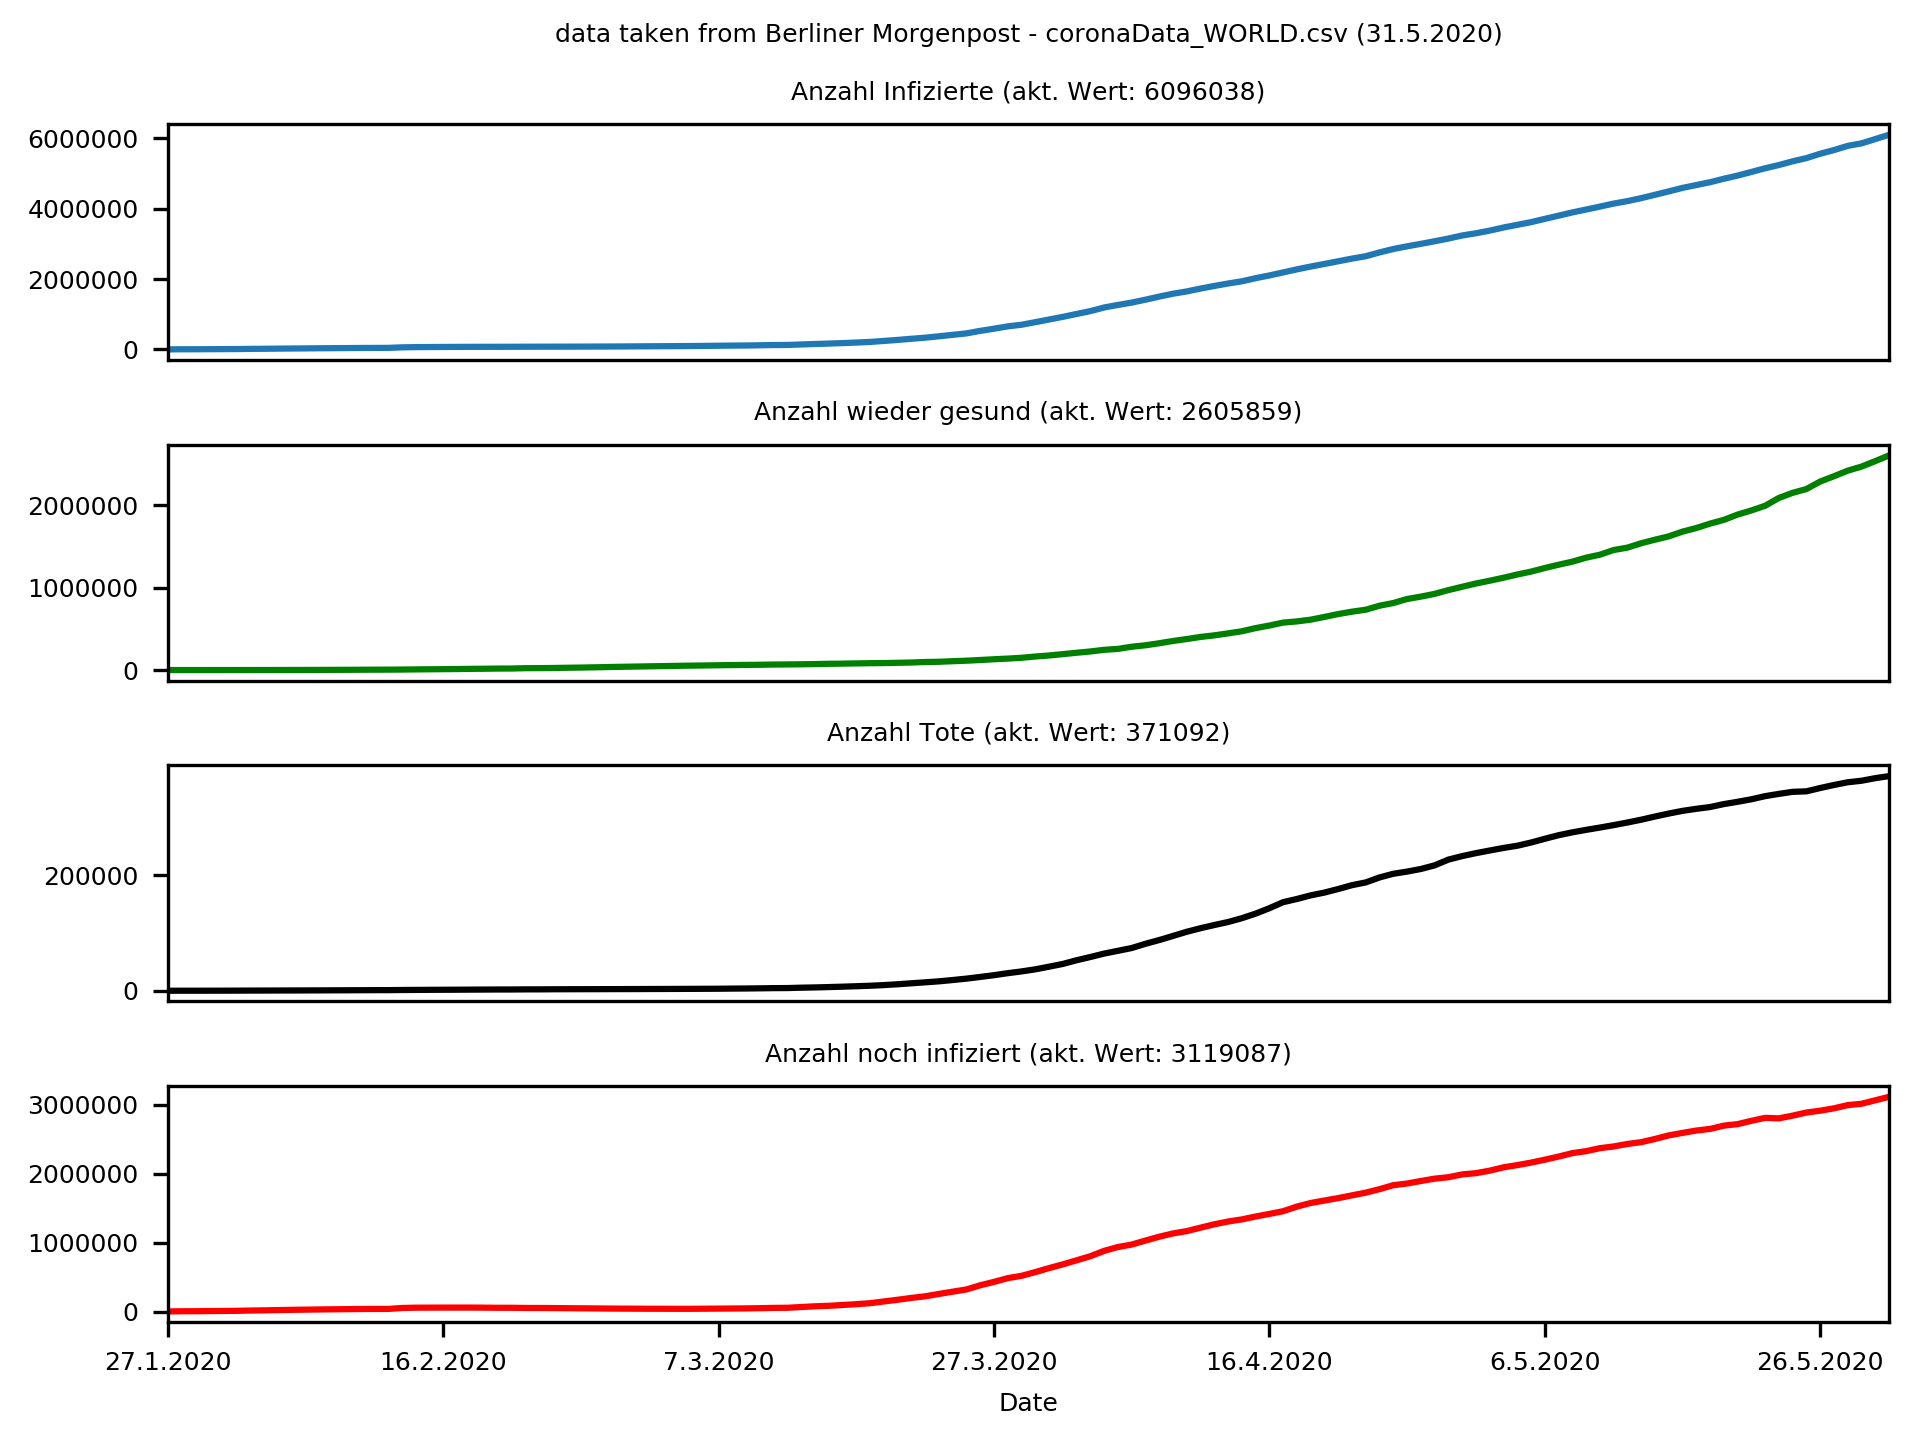 data taken from Berliner Morgenpost - coronaData_WORLD.csv (31.5.2020)
Anzahl Infizierte (akt. Wert: 6096038)
6000000
4000000
2000000
0
Anzahl wieder gesund (akt. Wert: 2605859)
2000000
1000000
0
Anzahl Tote (akt. Wert: 371092)
200000
0
Anzahl noch infiziert (akt. Wert: 3119087)
3000000
2000000
1000000
0
27.1.2020 16.2.2020 7.3.2020 27.3.2020 16.4.2020 6.5.2020 26.5.2020
Date